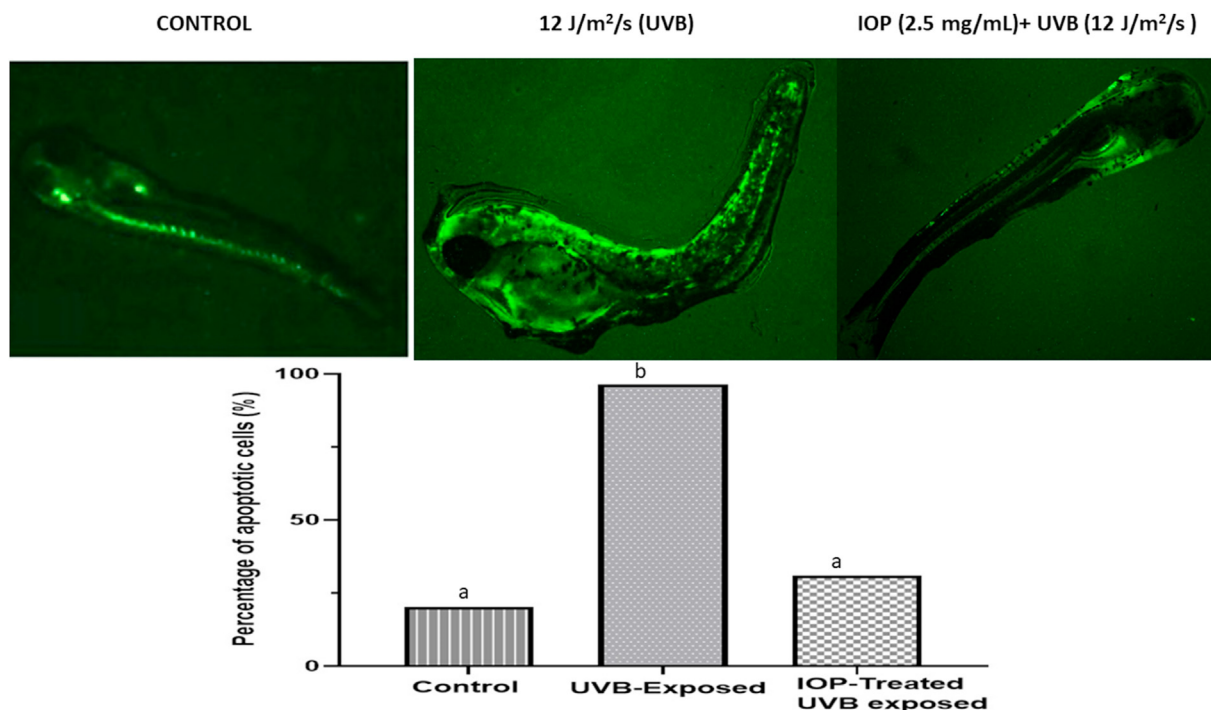 CONTROL
12 J/m²/s (UVB)
IOP (2.5 mg/mL)+ UVB (12 J/m²/s )
Percentage of apoptotic cells (%)
100
50
0
a
b
a
Control
UVB-Exposed
IOP-Treated
UVB exposed